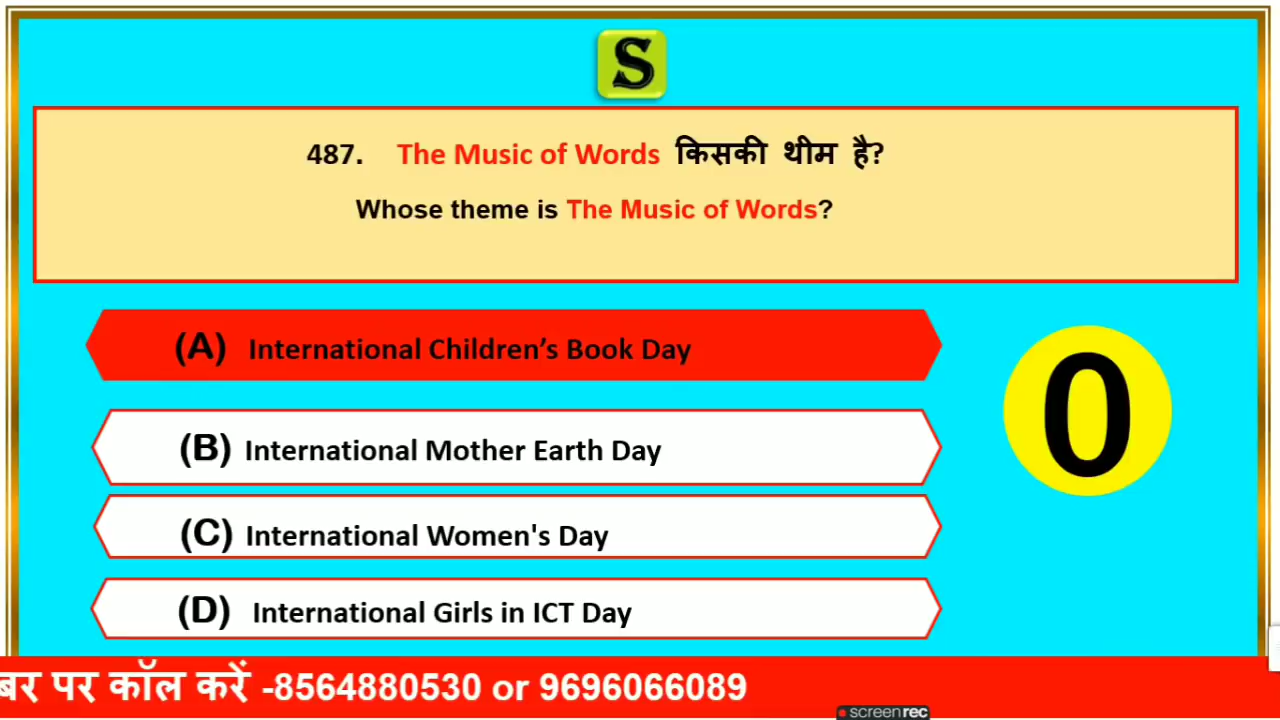 S
487. The Music of Words किसकी थीम है?
Whose theme is The Music of Words?
(A) International Children’s Book Day
0
(B) International Mother Earth Day
(C) International Women's Day
(D) International Girls in ICT Day
बर पर कॉल करें -8564880530 or 9696066089
screenrec